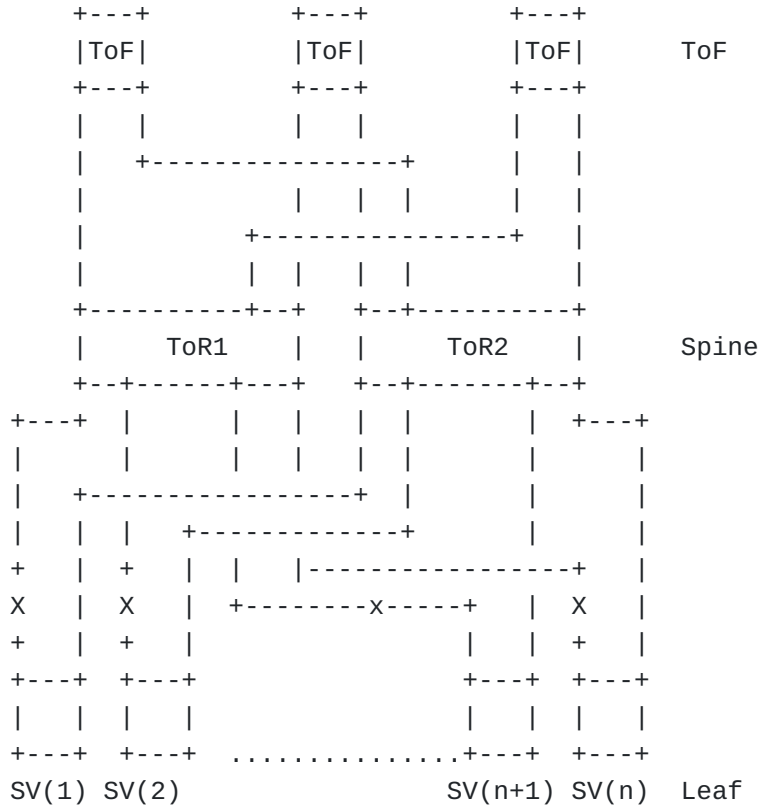 ToF ToF ToF ToF
ToR1 ToR2 Spine
X X x X
SV(1) SV(2) SV(n+1) SV(n) Leaf